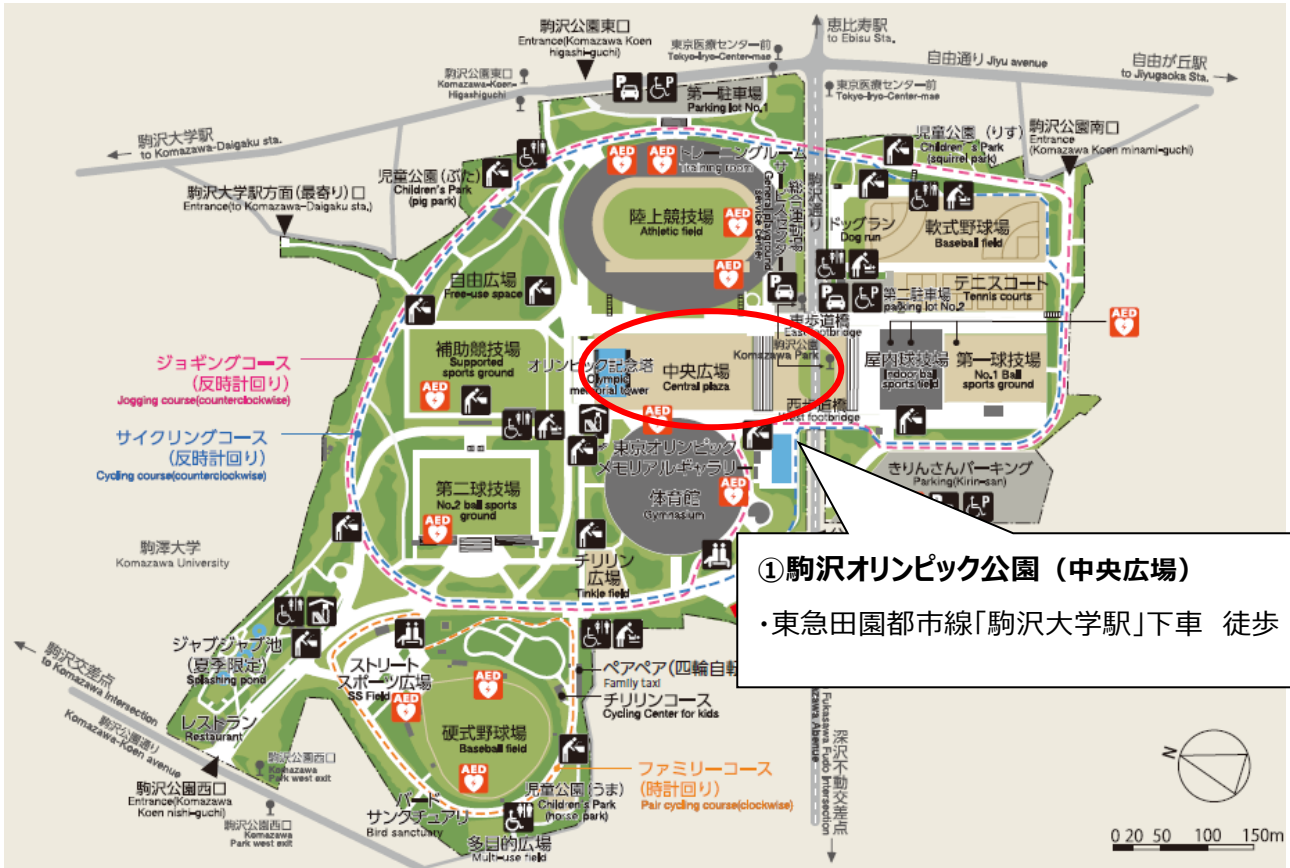 駒沢公園東口
Entrance(Komazawa Koen
higashi-guchi)
東京医療センター前
Tokyo-Iryo-Center-mae
恵比寿駅
to Ebisu Sta.
自由通り Jiyu avenue
自由が丘駅
to Jiyugaoka Sta.
駒沢公園東口
Komazawa-Koen-
Higashiguchi
P
P
第一駐車場
Parking lot No.1
東京医療センター前
Tokyo-Iryo-Center-mae
駒沢大学駅
to Komazawa-Daigaku sta.
児童公園（りす）
Children's Park
(squirrel park)
駒沢公園南口
Entrance
(Komazawa Koen minami-guchi)
児童公園（ぶた）
Children's Park
(pig park)
AED
AED
トレーニングルーム
Training room
駒沢大学駅方面（最寄り）口
Entrance(to Komazawa-Daigaku sta.)
陸上競技場
Athletic field
AED
AED
総合運動場
サービスセンター
General playground
service Center
駒沢通り
ドッグラン
Dog run
軟式野球場
Baseball field
自由広場
Free-use space
P
P
P
第二駐車場
parking lot No.2
テニスコート
Tennis courts
東歩道橋
East footbridge
AED
ジョギングコース
（反時計回り）
Jogging course(counterclockwise)
補助競技場
Supported
sports ground
AED
オリンピック記念塔
Olympic
memorial tower
中央広場
Central plaza
駒沢公園
Komazawa Park
屋内球技場
Indoor ball
sports field
第一球技場
No.1 Ball
sports ground
サイクリングコース
（反時計回り）
Cycling course(counterclockwise)
AED
西歩道橋
West footbridge
東京オリンピック
メモリアルギャラリー
きりんさんパーキング
Parking(Kirin-san)
P
第二球技場
No.2 ball sports
ground
AED
体育館
Gymnasium
AED
駒澤大学
Komazawa University
チリリン
広場
Tinkle field
①駒沢オリンピック公園（中央広場）
・東急田園都市線「駒沢大学駅」下車 徒歩
ジャブジャブ池
（夏季限定）
Splashing pond
駒沢交差点
to Komazawa Intersection
駒沢公園通り
Komazawa-Koen avenue
ストリート
スポーツ広場
SS Field
AED
AED
ペアペア（四輪自転
Family taxi
チリリンコース
Cycling Center for kids
レストラン
Restaurant
硬式野球場
Baseball field
AED
駒沢公園西口
Komazawa
Park west exit
ファミリーコース
（時計回り）
Pair cycling course(clockwise)
駒沢公園西口
Entrance(Komazawa
Koen nishi-guchi)
児童公園（うま）
Children's Park
(horse park)
バード
サンクチュアリ
Bird sanctuary
駒沢公園西口
Komazawa
Park west exit
多目的広場
Multi-use field
深沢不動交差点
Fukasawa Fudo Intersection
N
0 20 50 100 150m